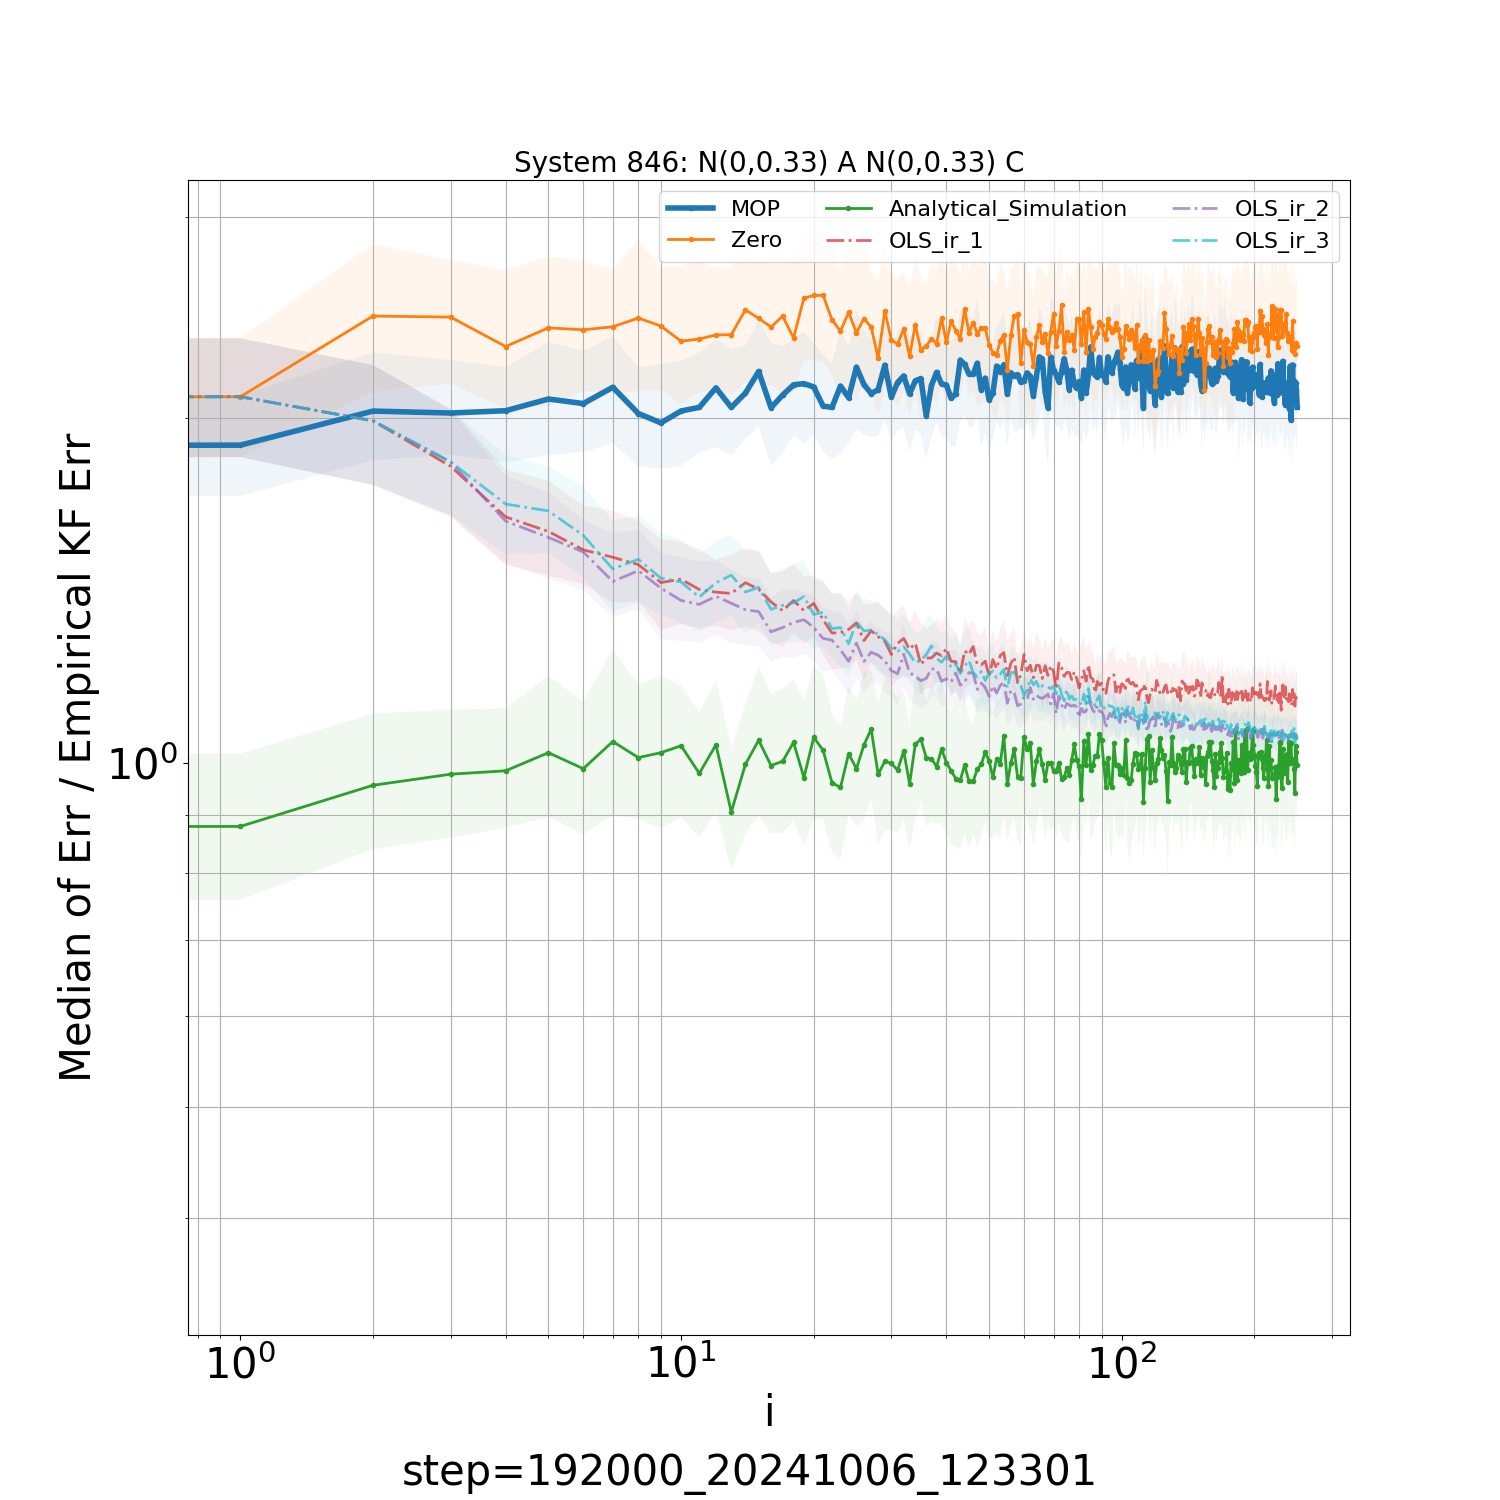 System 846: N(0,0.33) A N(0,0.33) C
MOP
Zero
Analytical_Simulation
OLS_ir_1
OLS_ir_2
OLS_ir_3
Median of Err / Empirical KF Err
10⁰
10⁰
10¹
10²
i
step=192000_20241006_123301